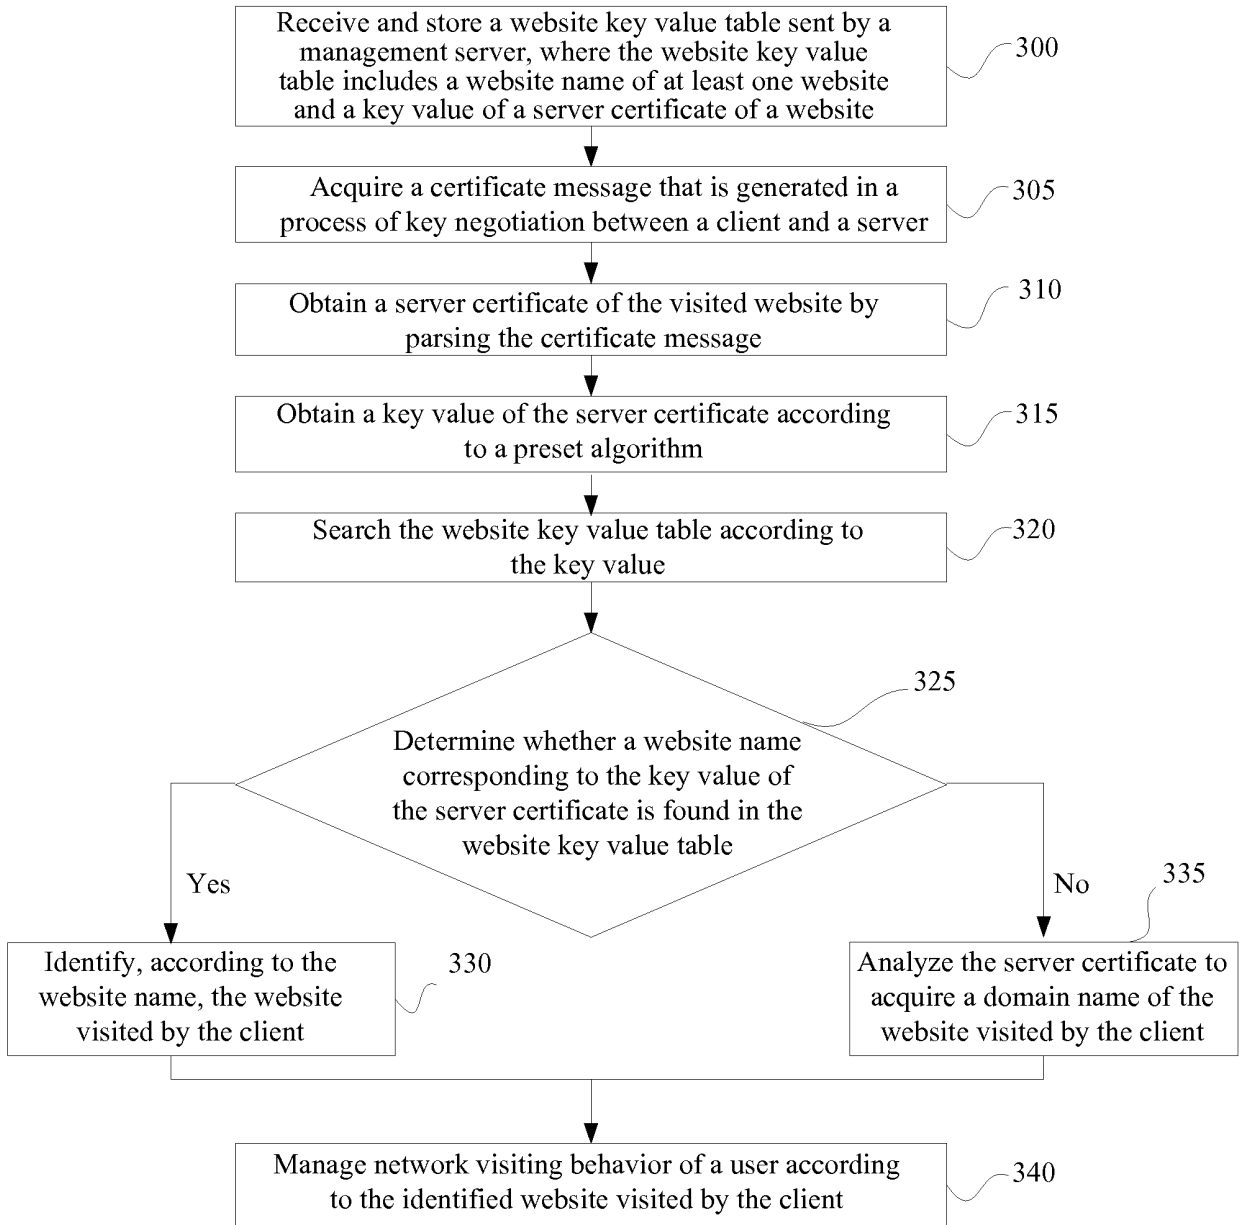 Receive and store a website key value table sent by a
management server, where the website key value
table includes a website name of at least one website
and a key value of a server certificate of a website
300
Acquire a certificate message that is generated in a
process of key negotiation between a client and a server
305
Obtain a server certificate of the visited website by
parsing the certificate message
310
Obtain a key value of the server certificate according
to a preset algorithm
315
Search the website key value table according to
the key value
320
325
Determine whether a website name
corresponding to the key value of
the server certificate is found in the
website key value table
Yes
No
Identify, according to the
website name, the website
visited by the client
330
335
Analyze the server certificate to
acquire a domain name of the
website visited by the client
Manage network visiting behavior of a user according
to the identified website visited by the client
340